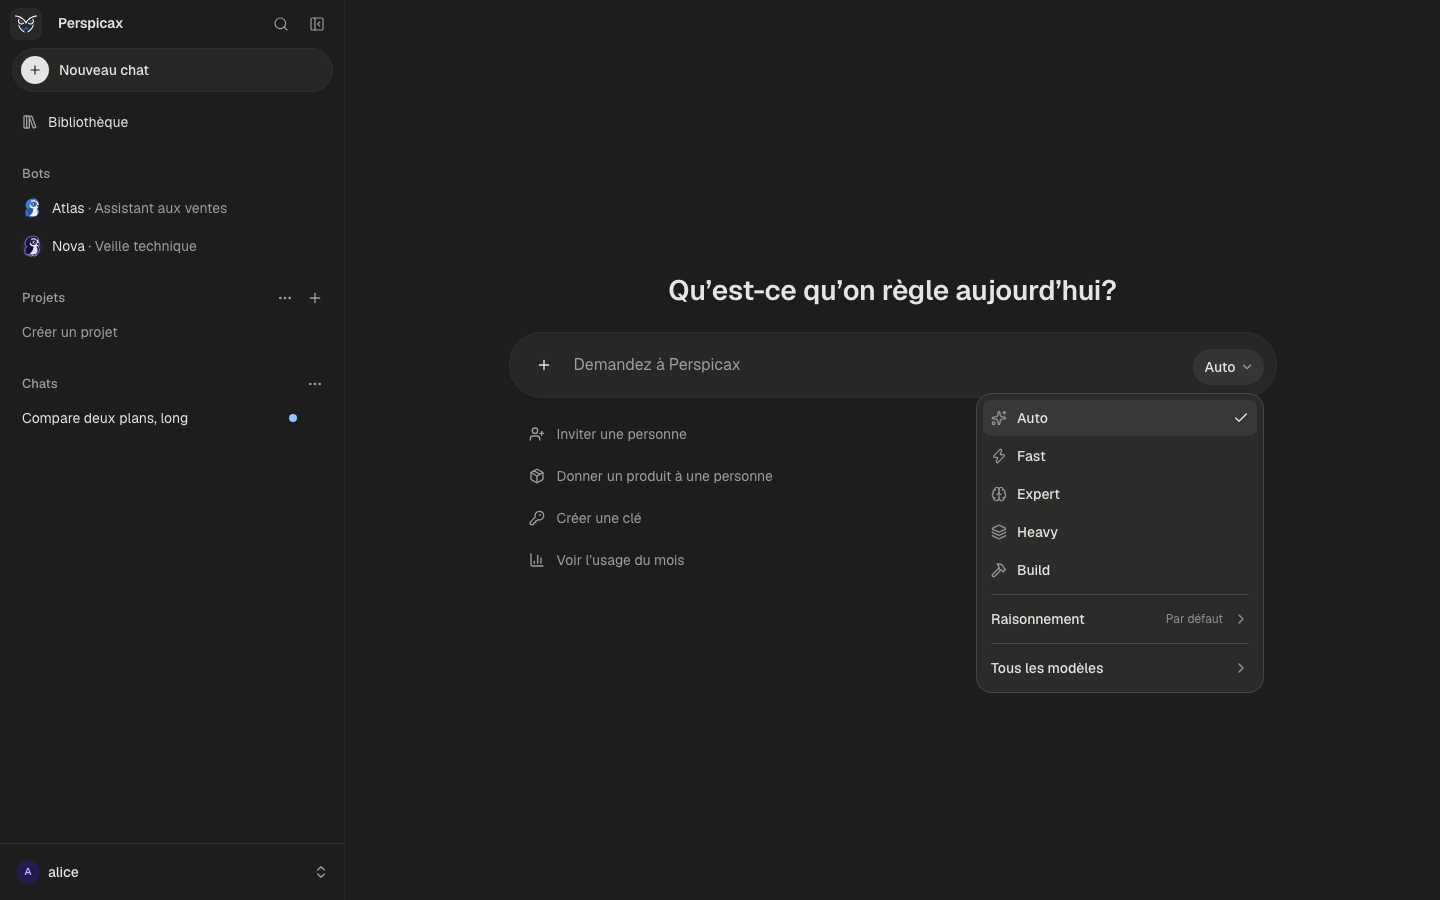 Perspicax
Nouveau chat
Bibliothèque
Bots
Atlas · Assistant aux ventes
Nova · Veille technique
Projets
Créer un projet
Chats
Compare deux plans, long
A alice
Qu’est-ce qu’on règle aujourd’hui?
Demandez à Perspicax
Auto
Inviter une personne
Donner un produit à une personne
Créer une clé
Voir l’usage du mois
Auto
Fast
Expert
Heavy
Build
Raisonnement Par défaut
Tous les modèles